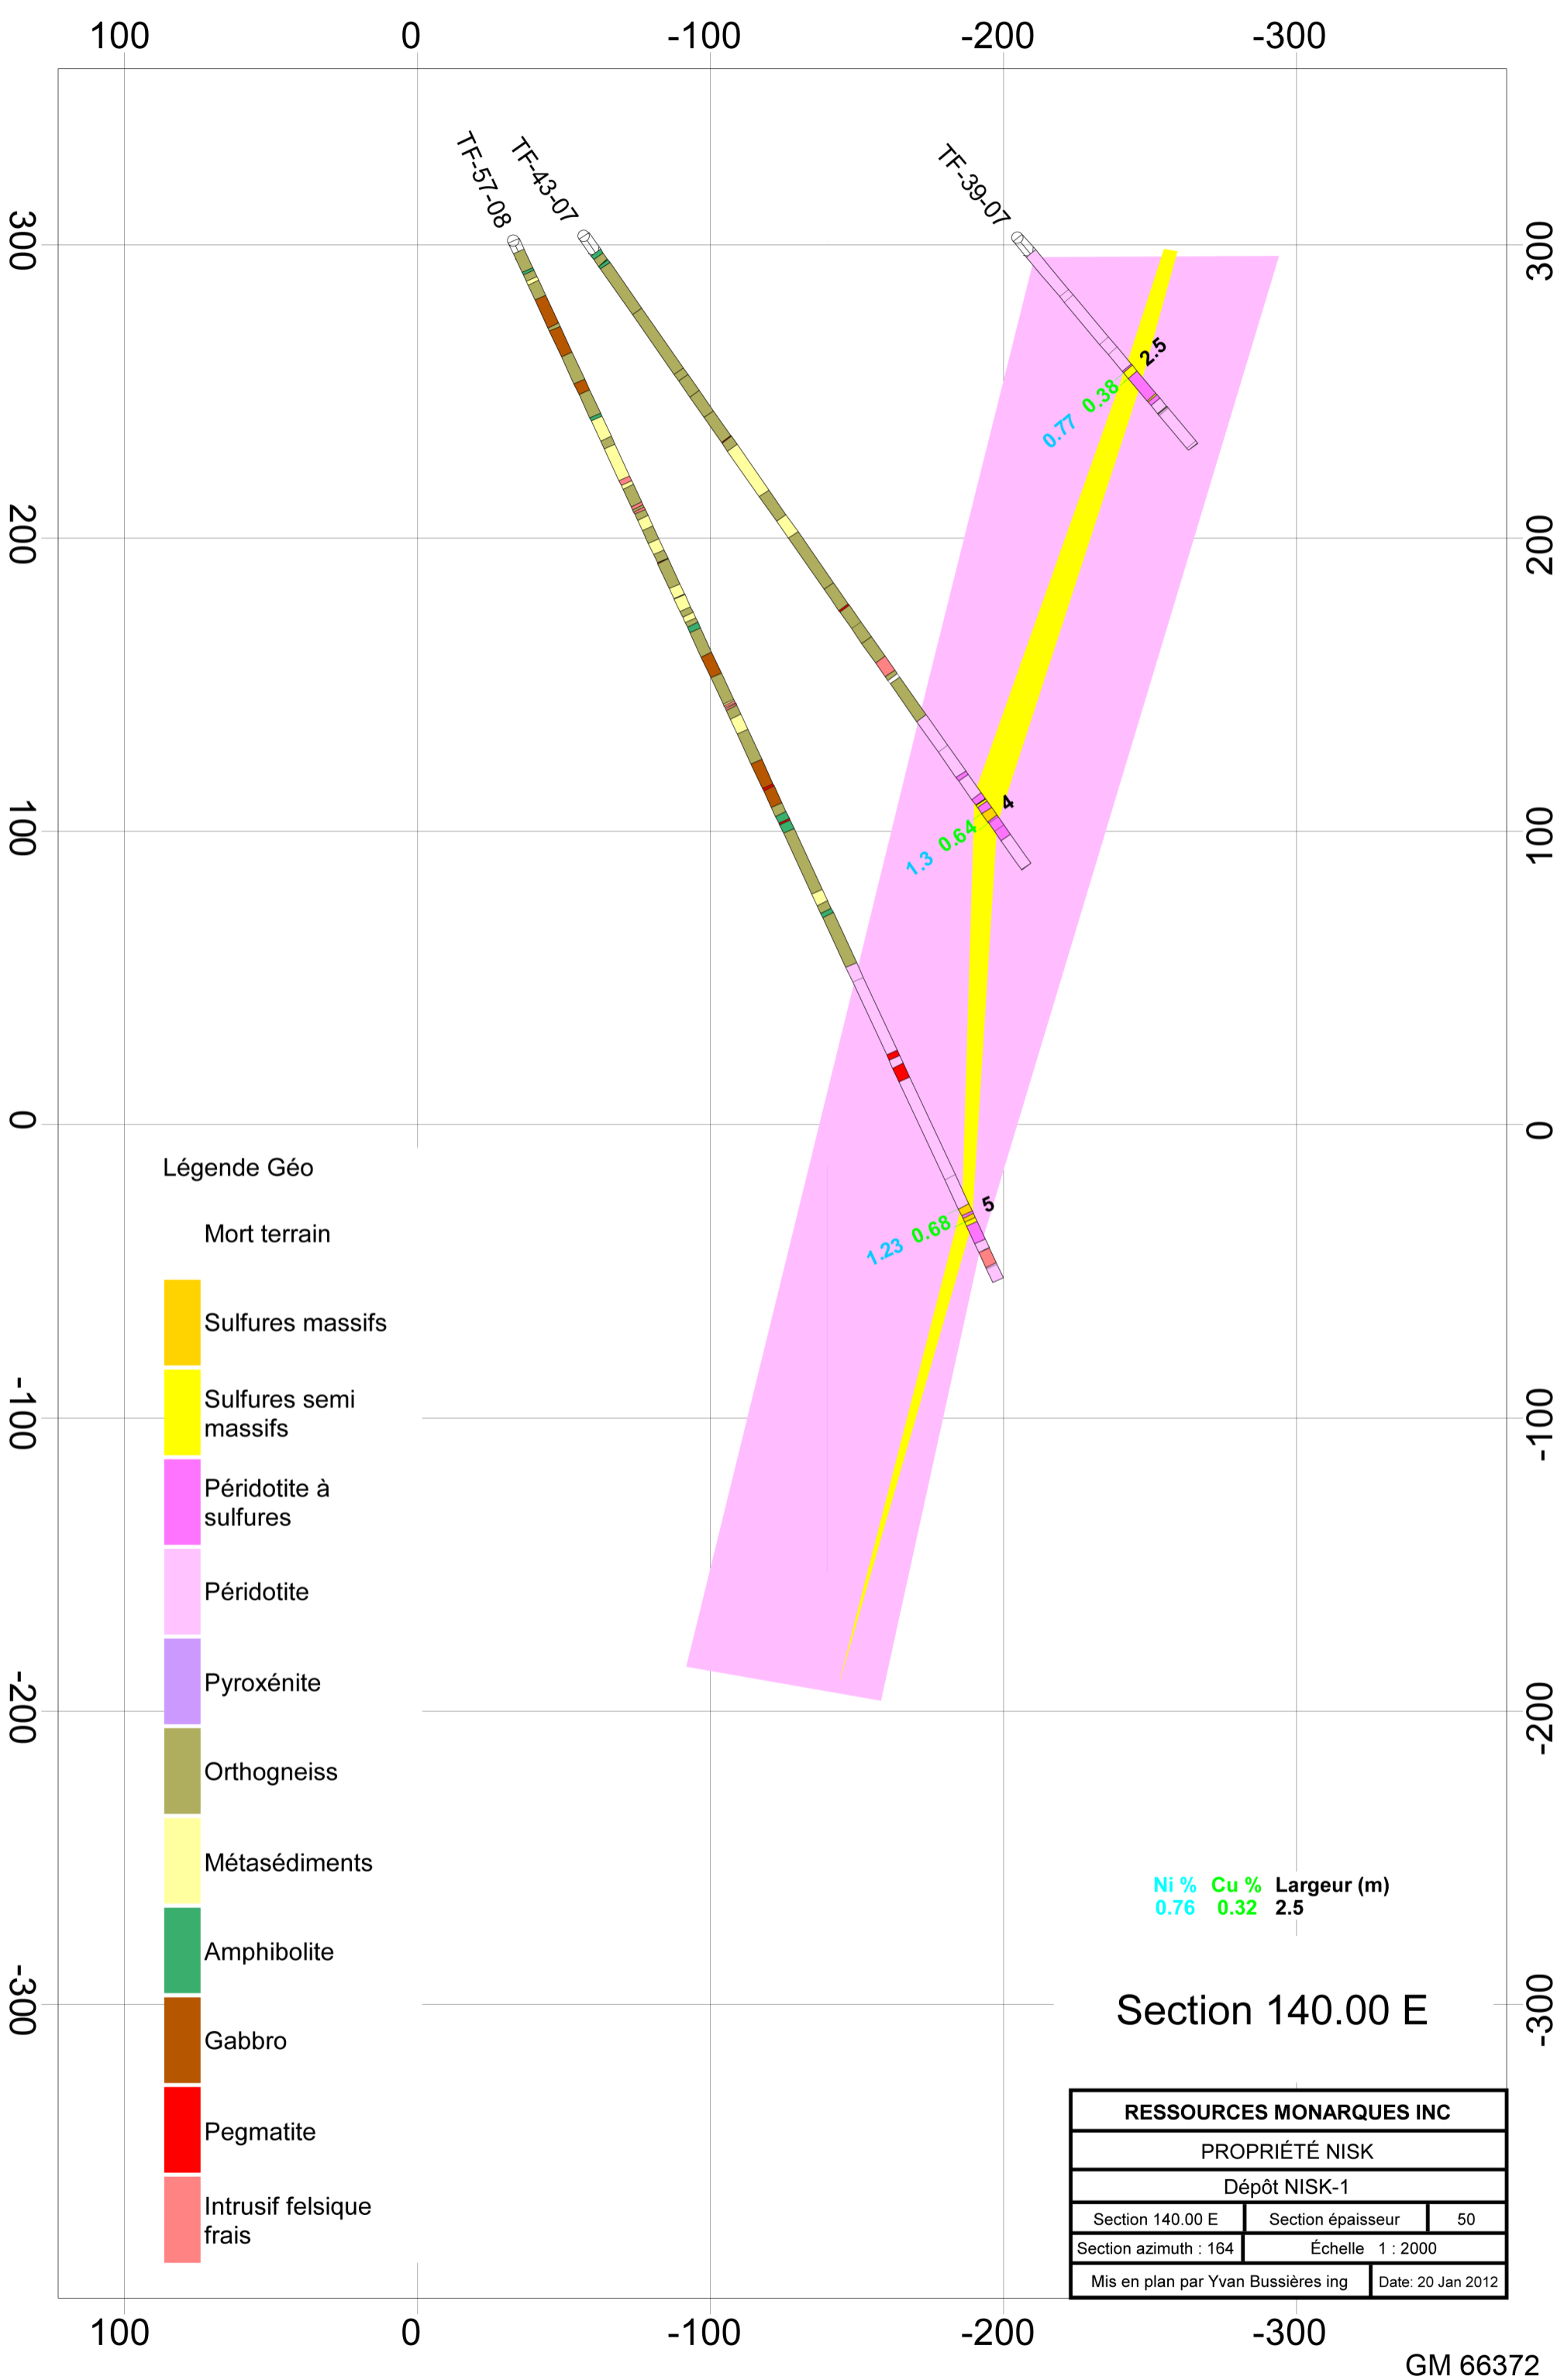 100 0 -100 -200 -300
TF-57-08
TF-43-07
TF-39-07
300
300
2.5
0.38
0.77
200
200
100
100
4
0.64
1.3
0
0
5
0.68
1.23
Légende Géo
Mort terrain
Sulfures massifs
Sulfures semi
massifs
Péridotite à
sulfures
Péridotite
Pyroxénite
Orthogneiss
Métasédiments
Amphibolite
Gabbro
Pegmatite
Intrusif felsique
frais
-100
-100
-200
-200
-300
-300
Ni % Cu % Largeur (m)
0.76 0.32 2.5
Section 140.00 E
RESSOURCES MONARQUES INC
PROPRIÉTÉ NISK
Dépôt NISK-1
Section 140.00 E Section épaisseur 50
Section azimuth : 164 Échelle 1 : 2000
Mis en plan par Yvan Bussières ing Date: 20 Jan 2012
100 0 -100 -200 -300
GM 66372